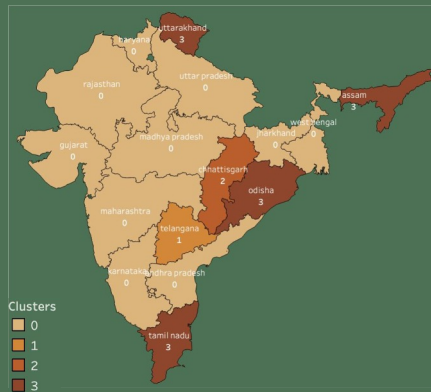 uttarakhand
3
haryana
0
rajasthan
0
uttar pradesh
0
assam
3
west bengal
0
jharkhand
0
madhya pradesh
0
gujarat
0
chhattisgarh
2
odisha
3
maharashtra
0
telangana
1
karnataka
0
andhra pradesh
0
tamil nadu
3
Clusters
0
1
2
3